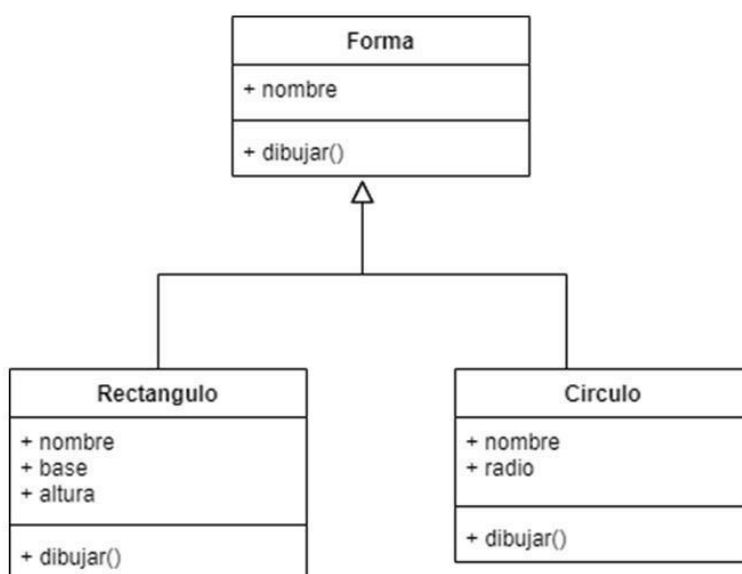 Forma
+ nombre
+ dibujar()
Rectangulo
+ nombre
+ base
+ altura
+ dibujar()
Circulo
+ nombre
+ radio
+ dibujar()